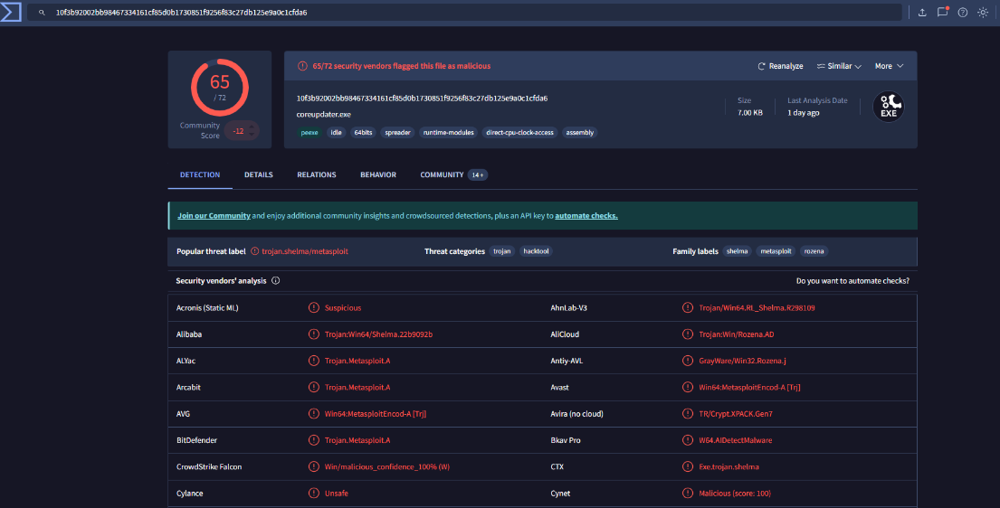 10f3b92002bb98467334161cf85d0b1730851f9256f83c27db125e9a0c1cfda6
65
/ 72
Community
Score
-12
65/72 security vendors flagged this file as malicious
Reanalyze
Similar
More
10f3b92002bb98467334161cf85d0b1730851f9256f83c27db125e9a0c1cfda6
coreupdater.exe
Size
7.00 KB
Last Analysis Date
1 day ago
EXE
peexe idle 64bits spreader runtime-modules direct-cpu-clock-access assembly
DETECTION DETAILS RELATIONS BEHAVIOR COMMUNITY 14 +
Join our Community and enjoy additional community insights and crowdsourced detections, plus an API key to automate checks.
Popular threat label trojan.shelma/metasploit Threat categories trojan hacktool Family labels shelma metasploit rozena
Security vendors' analysis Do you want to automate checks?
Acronis (Static ML) Suspicious AhnLab-V3 Trojan/Win64.RL_Shelma.R298109
Alibaba Trojan:Win64/Shelma.22b9092b AliCloud Trojan:Win/Rozena.AD
ALYac Trojan.Metasploit.A Antiy-AVL GrayWare/Win32.Rozena.j
Arcabit Trojan.Metasploit.A Avast Win64:MetasploitEncod-A [Trj]
AVG Win64:MetasploitEncod-A [Trj] Avira (no cloud) TR/Crypt.XPACK.Gen7
BitDefender Trojan.Metasploit.A Bkav Pro W64.AIDetectMalware
CrowdStrike Falcon Win/malicious_confidence_100% (W) CTX Exe.trojan.shelma
Cylance Unsafe Cynet Malicious (score: 100)